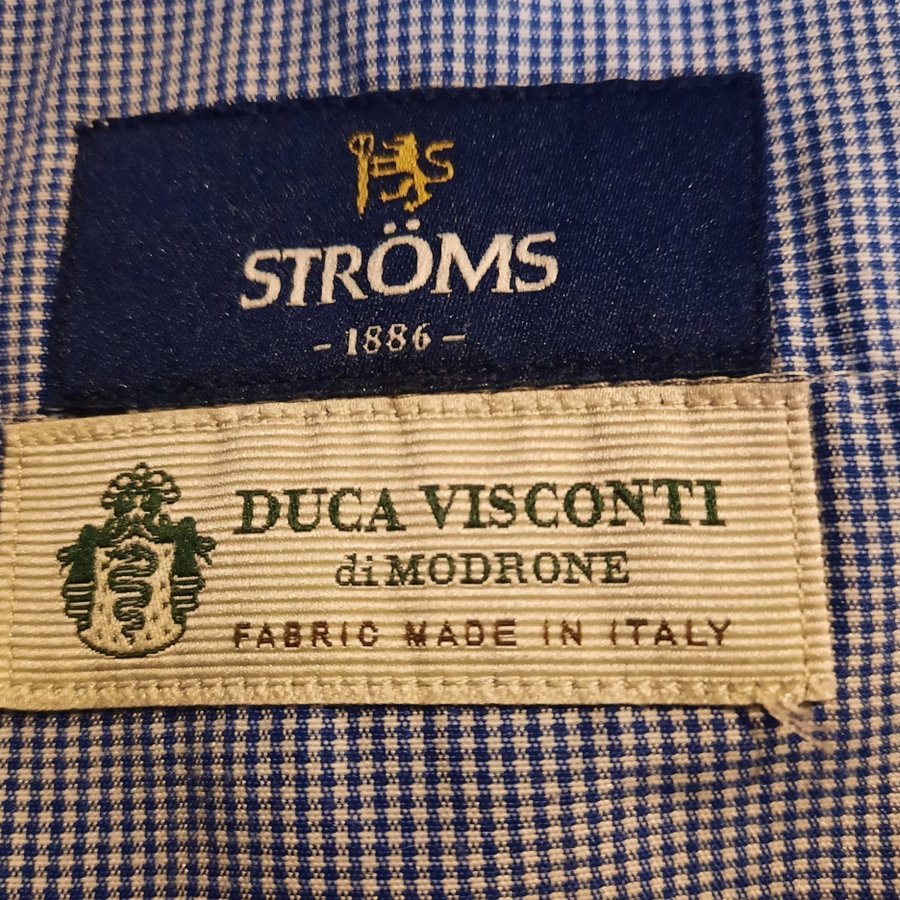 STRÖMS
- 1886 -
DUCA VISCONTI
di MODRONE
FABRIC MADE IN ITALY